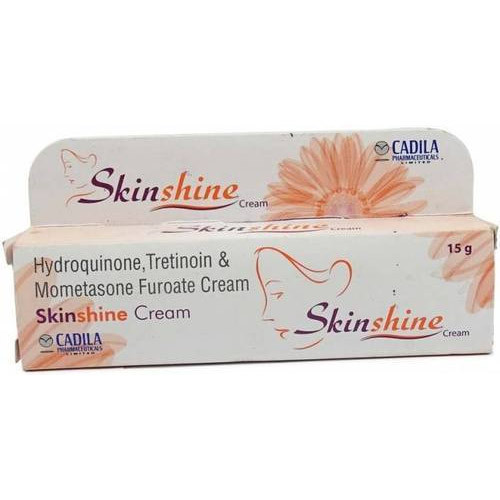 Skinshine
Cream
CADILA
PHARMACEUTICALS
LIMITED
15 g
Hydroquinone, Tretinoin &
Mometasone Furoate Cream
Skinshine Cream
CADILA
PHARMACEUTICALS
LIMITED
Skinshine
Cream